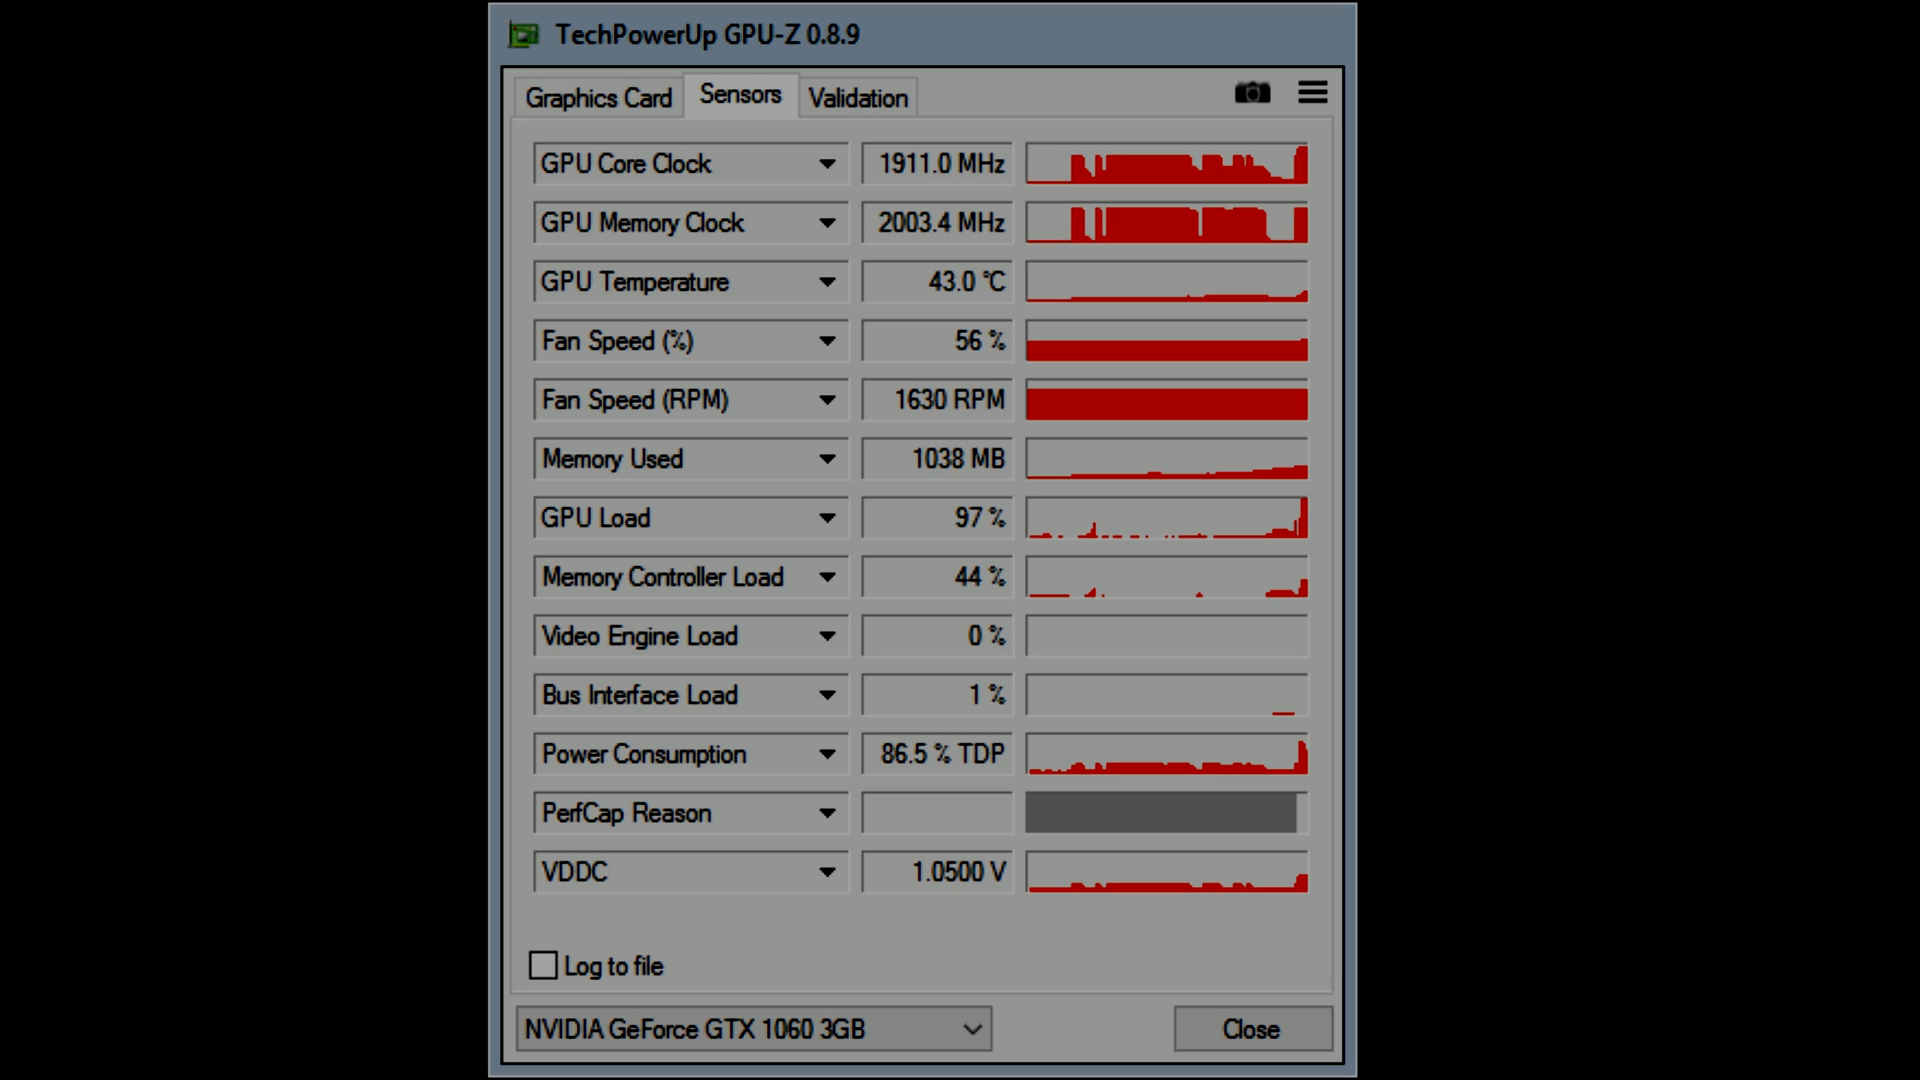 TechPowerUp GPU-Z 0.8.9
Graphics Card Sensors Validation
GPU Core Clock 1911.0 MHz
GPU Memory Clock 2003.4 MHz
GPU Temperature 43.0 °C
Fan Speed (%) 56 %
Fan Speed (RPM) 1630 RPM
Memory Used 1038 MB
GPU Load 97 %
Memory Controller Load 44 %
Video Engine Load 0 %
Bus Interface Load 1 %
Power Consumption 86.5 % TDP
PerfCap Reason
VDDC 1.0500 V
Log to file
NVIDIA GeForce GTX 1060 3GB Close